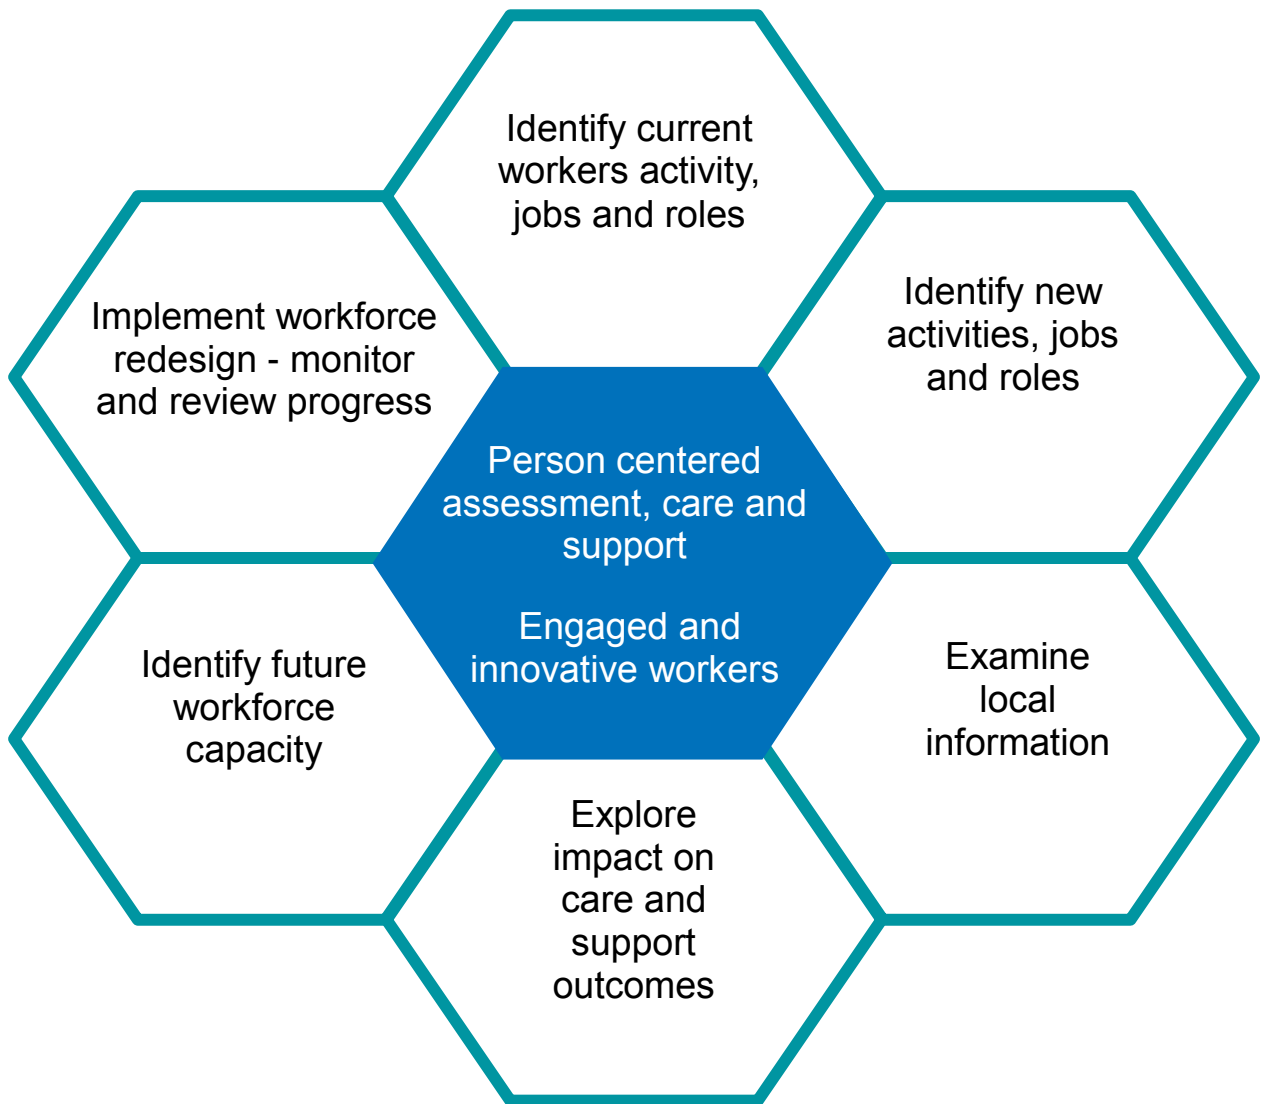 Identify current
workers activity,
jobs and roles
Identify new
activities, jobs
and roles
Examine
local
information
Explore
impact on
care and
support
outcomes
Identify future
workforce
capacity
Implement workforce
redesign - monitor
and review progress
Person centered
assessment, care and
support
Engaged and
innovative workers